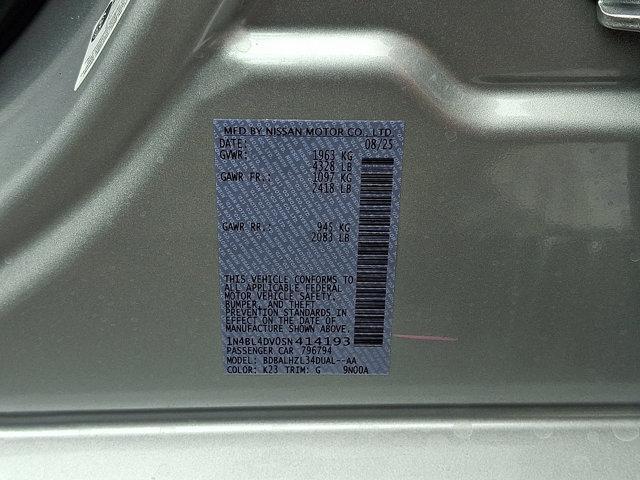 MFD BY NISSAN MOTOR CO., LTD.
DATE: 08/25
GVWR: 1963 KG
4328 LB
GAWR FR.: 1097 KG
2418 LB
GAWR RR.: 945 KG
2083 LB
THIS VEHICLE CONFORMS TO
ALL APPLICABLE FEDERAL
MOTOR VEHICLE SAFETY,
BUMPER, AND THEFT
PREVENTION STANDARDS IN
EFFECT ON THE DATE OF
MANUFACTURE SHOWN ABOVE.
1N4BL4DV0SN414193
PASSENGER CAR 796794
MODEL: BDBALHZL34DUAL--AA
COLOR: K23 TRIM: G 9N00A